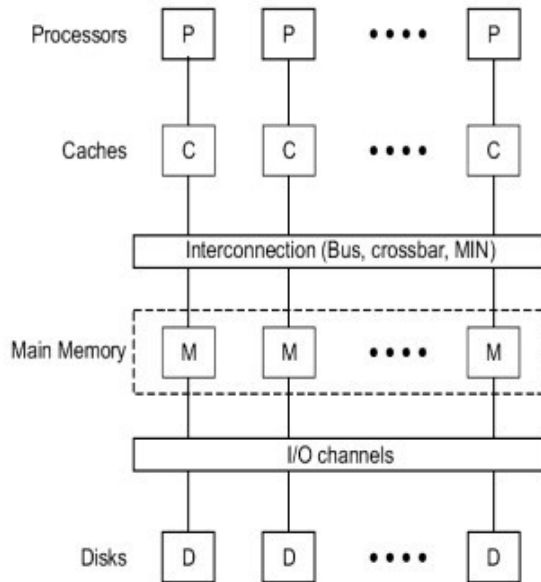 Processors P P •••• P
Caches C C •••• C
Interconnection (Bus, crossbar, MIN)
Main Memory M M •••• M
I/O channels
Disks D D •••• D